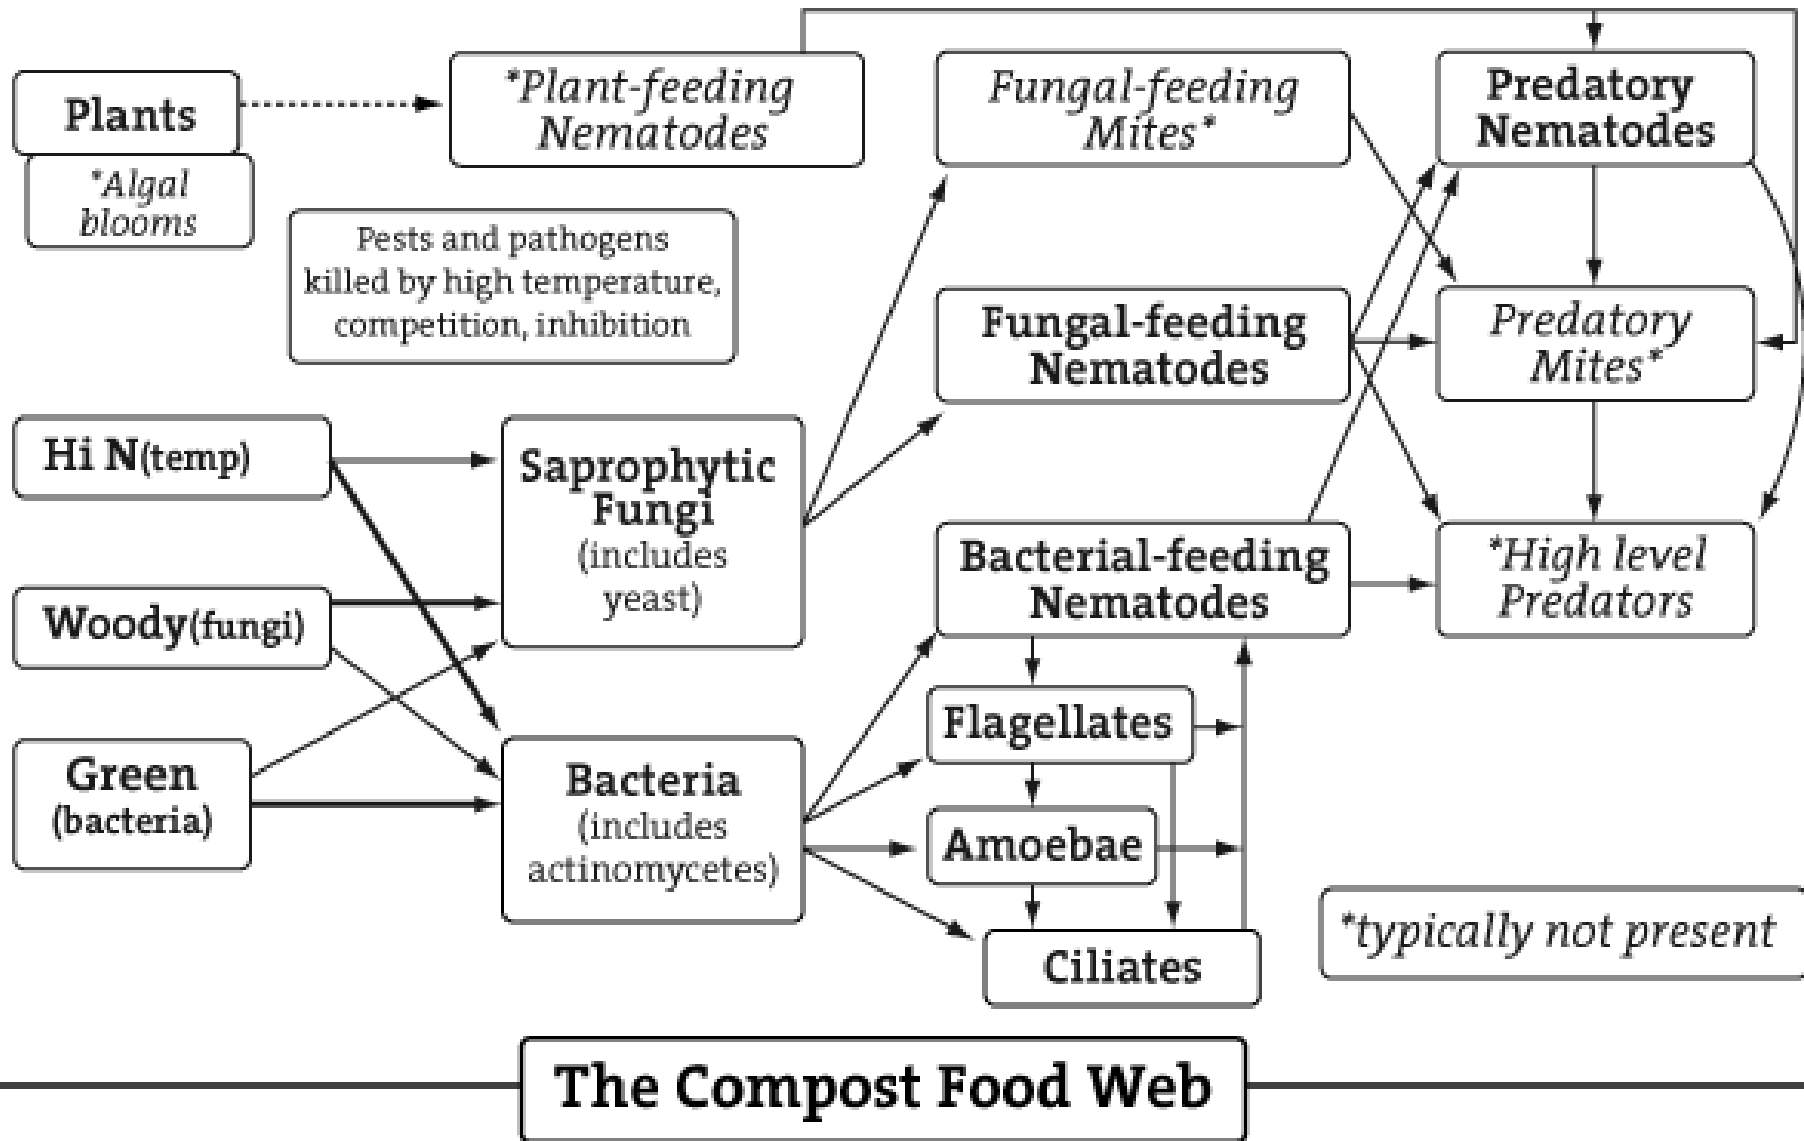 Plants
*Algal
blooms
*Plant-feeding
Nematodes
Fungal-feeding
Mites*
Predatory
Nematodes
Pests and pathogens
killed by high temperature,
competition, inhibition
Fungal-feeding
Nematodes
Predatory
Mites*
Hi N(temp)
Saprophytic
Fungi
(includes
yeast)
Woody(fungi)
Bacterial-feeding
Nematodes
*High level
Predators
Green
(bacteria)
Bacteria
(includes
actinomycetes)
Flagellates
Amoebae
Ciliates
*typically not present
The Compost Food Web